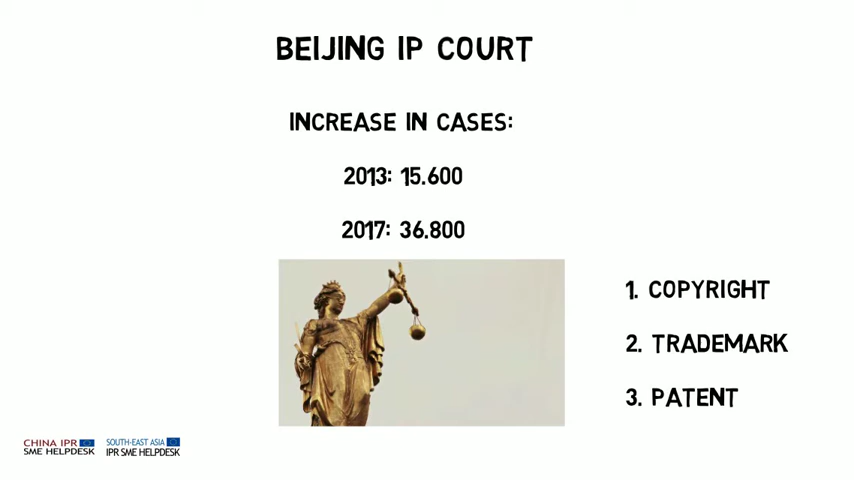 BEIJING IP COURT
INCREASE IN CASES:
2013: 15.600
2017: 36.800
1. COPYRIGHT
2. TRADEMARK
3. PATENT
CHINA IPR
SME HELPDESK
SOUTH-EAST ASIA
IPR SME HELPDESK